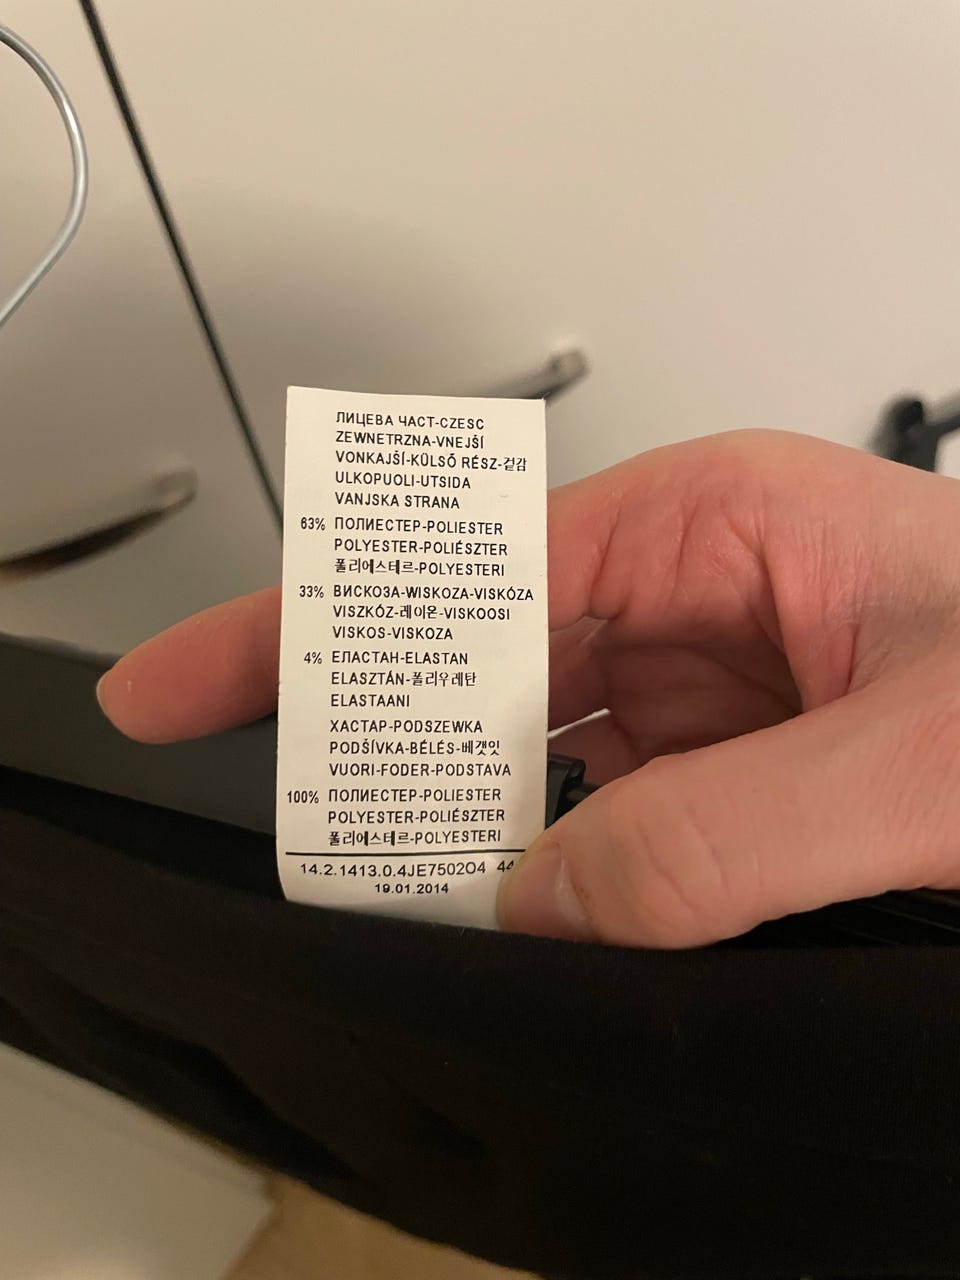 ЛИЦЕВА ЧАСТ-CZESC
ZEWNETRZNA-VNEJŠÍ
VONKAJŠÍ-KÜLSŐ RÉSZ-겉감
ULKOPUOLI-UTSIDA
VANJSKA STRANA
63% ПОЛИЕСТЕР-POLIESTER
POLYESTER-POLIÉSZTER
폴리에스테르-POLYESTERI
33% ВИСКОЗА-WISKOZA-VISKÓZA
VISZKÓZ-레이온-VISKOOSI
VISKOS-VISKOZA
4% ЕЛАСТАН-ELASTAN
ELASZTÁN-폴리우레탄
ELASTAANI
ХАСТАР-PODSZEWKA
PODŠÍVKA-BÉLÉS-베갯잇
VUORI-FODER-PODSTAVA
100% ПОЛИЕСТЕР-POLIESTER
POLYESTER-POLIÉSZTER
폴리에스테르-POLYESTERI
14.2.1413.0.4JE750204 44
19.01.2014